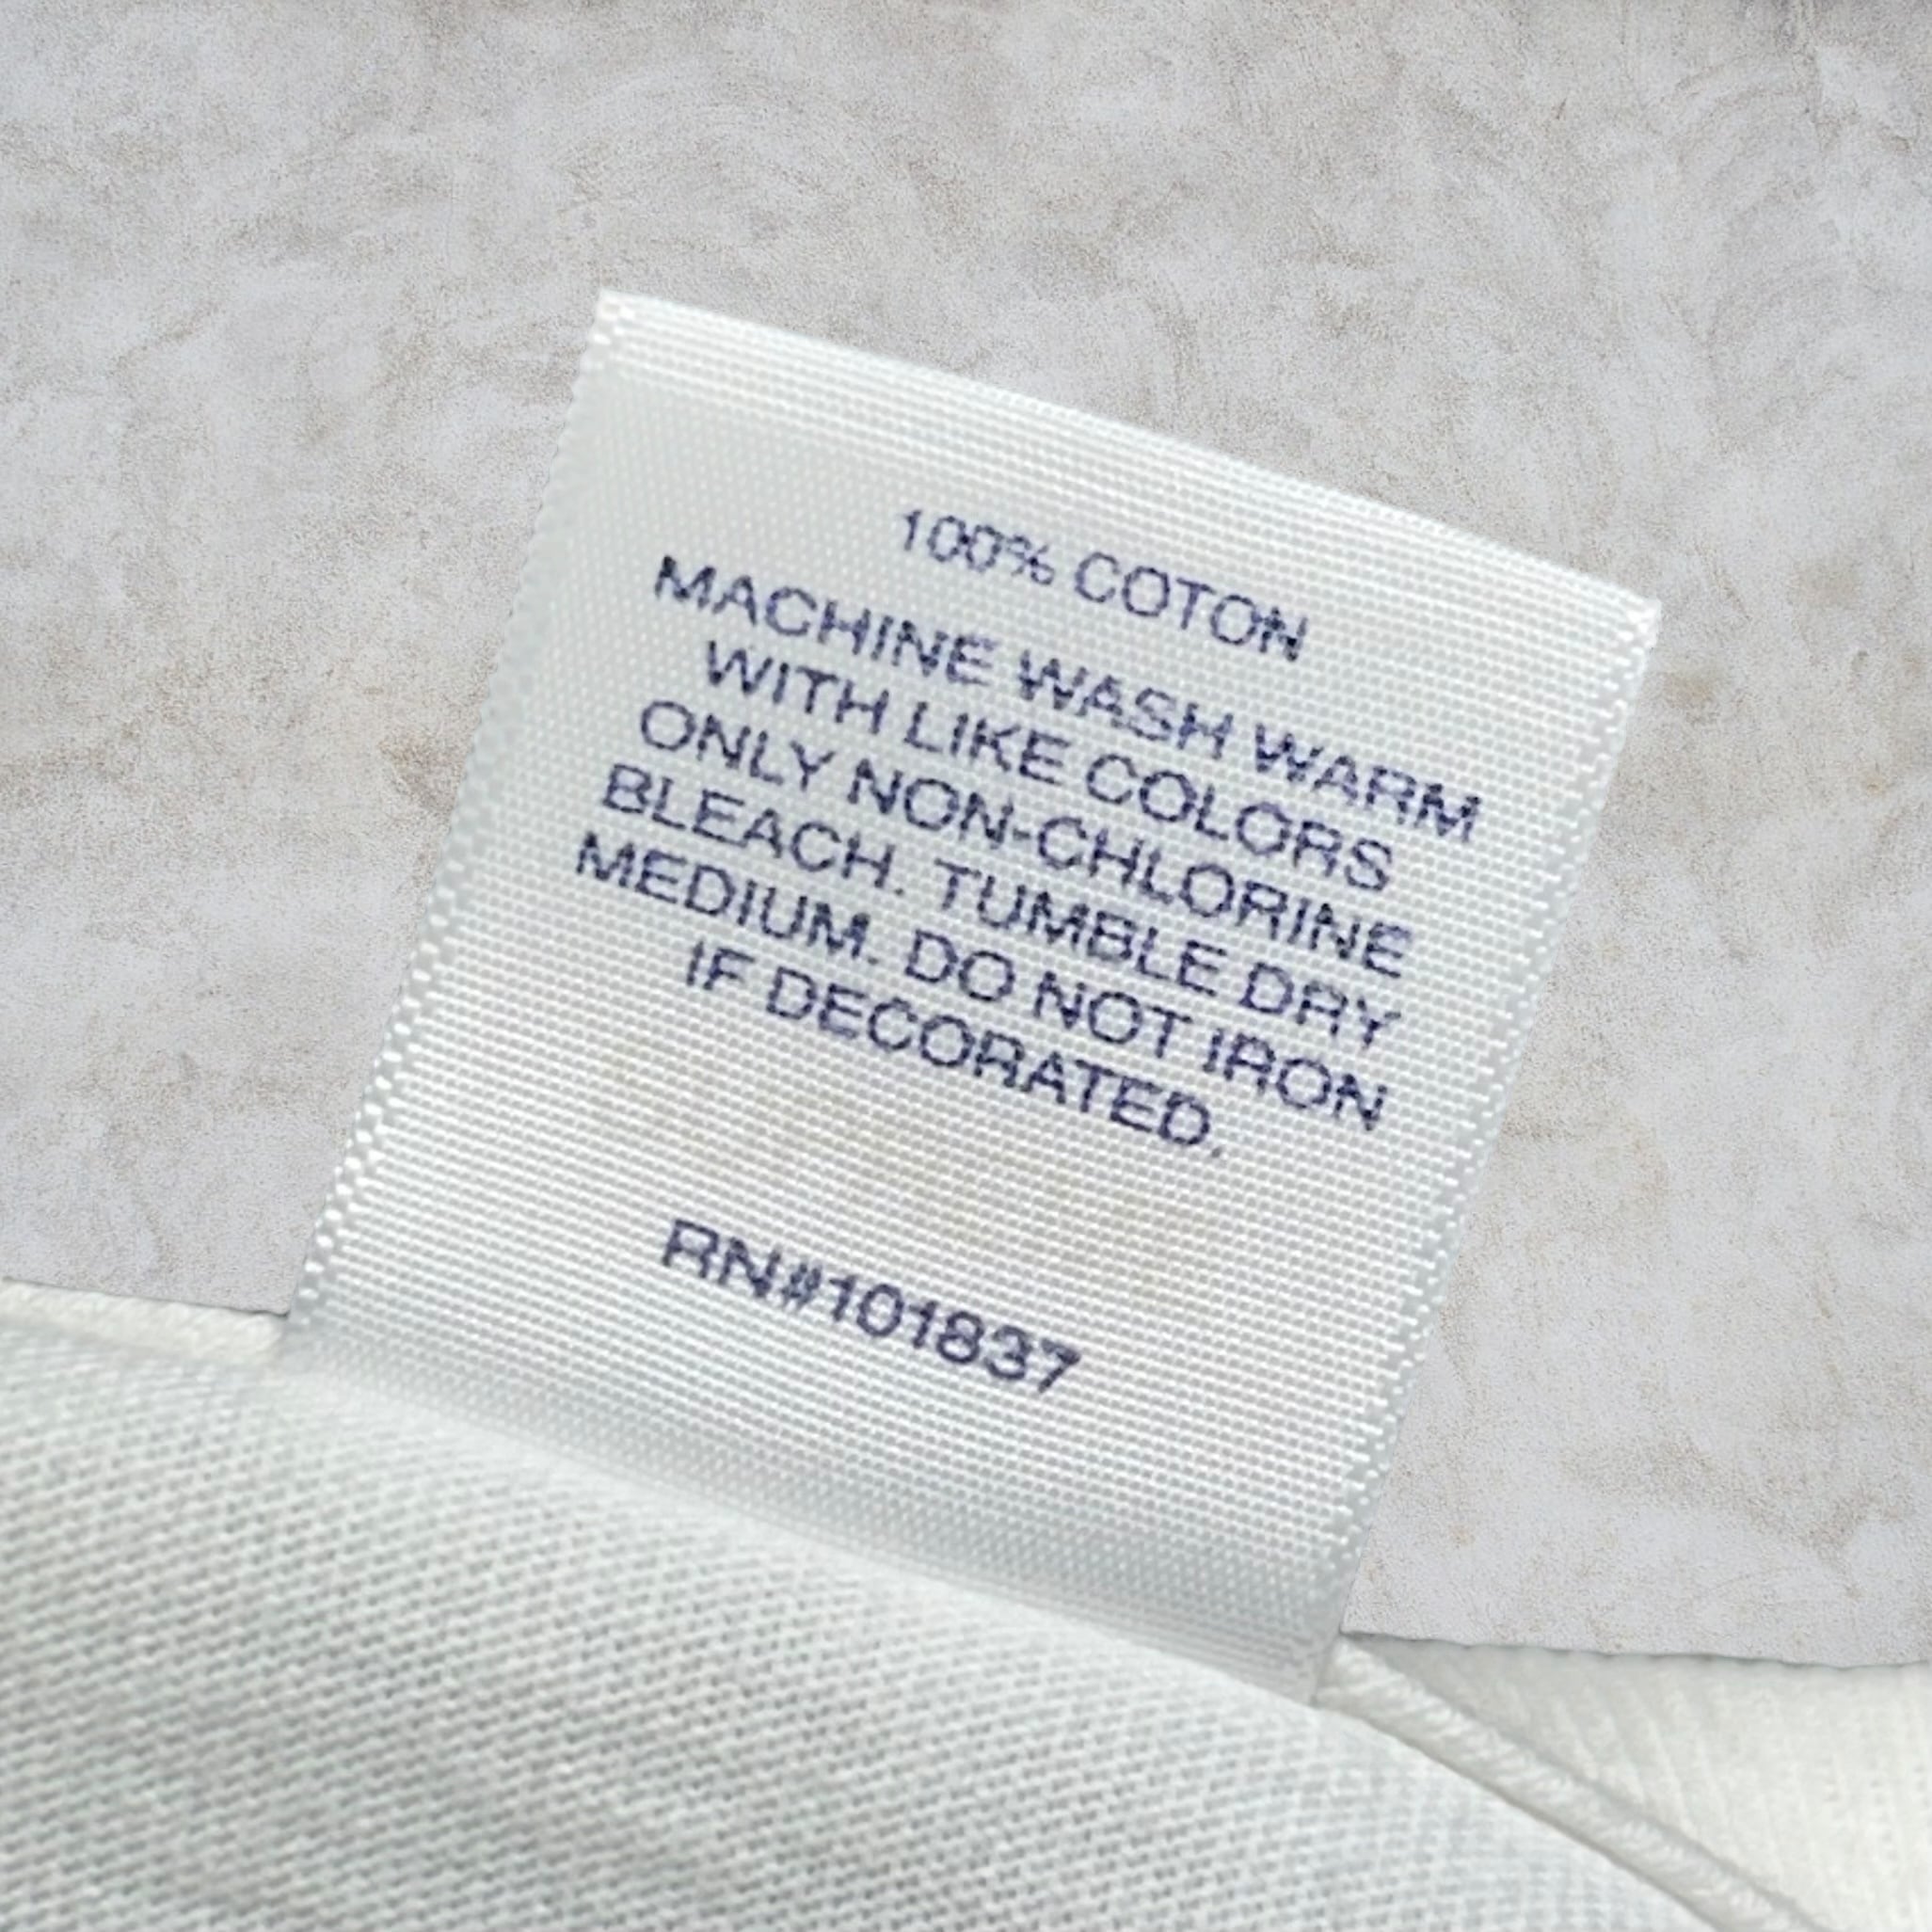 100% COTON
MACHINE WASH WARM
WITH LIKE COLORS
ONLY NON-CHLORINE
BLEACH. TUMBLE DRY
MEDIUM. DO NOT IRON
IF DECORATED.
RN#101837